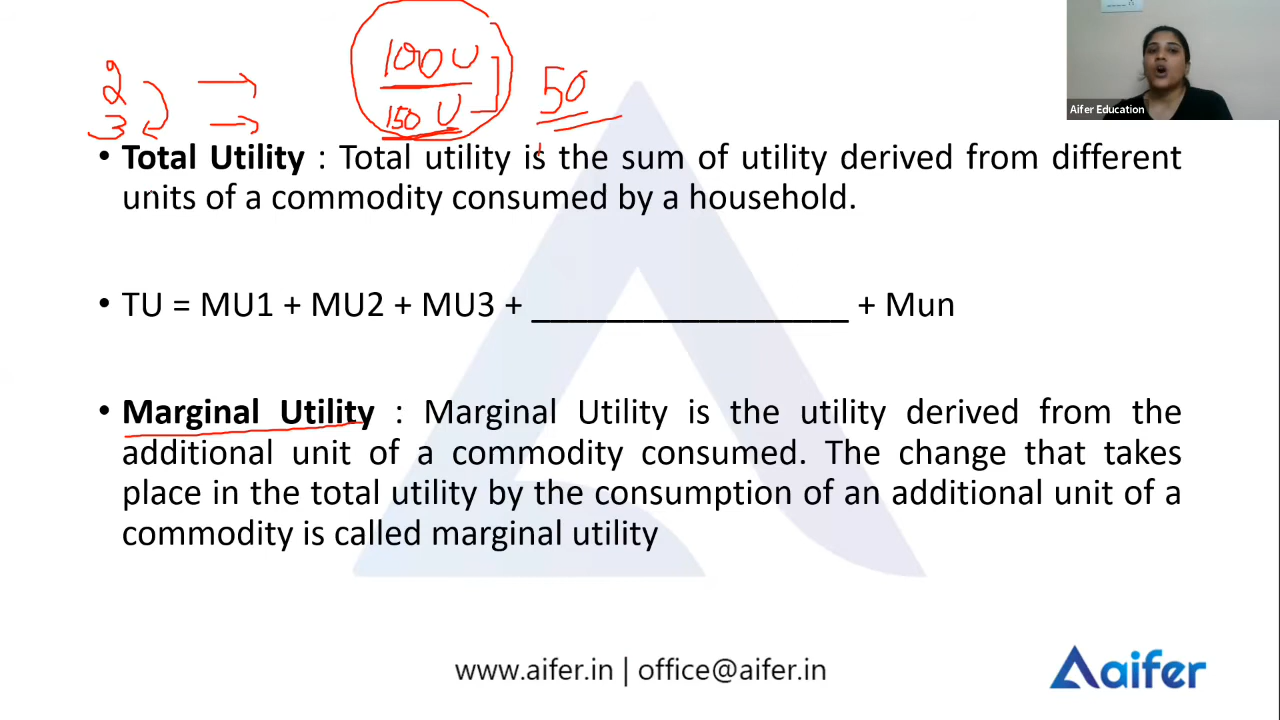 2 → 100 U 50
3 → 150 U
Aifer Education
• Total Utility : Total utility is the sum of utility derived from different
units of a commodity consumed by a household.
• TU = MU1 + MU2 + MU3 + _________________ + Mun
• Marginal Utility : Marginal Utility is the utility derived from the
additional unit of a commodity consumed. The change that takes
place in the total utility by the consumption of an additional unit of a
commodity is called marginal utility
www.aifer.in | office@aifer.in
aifer